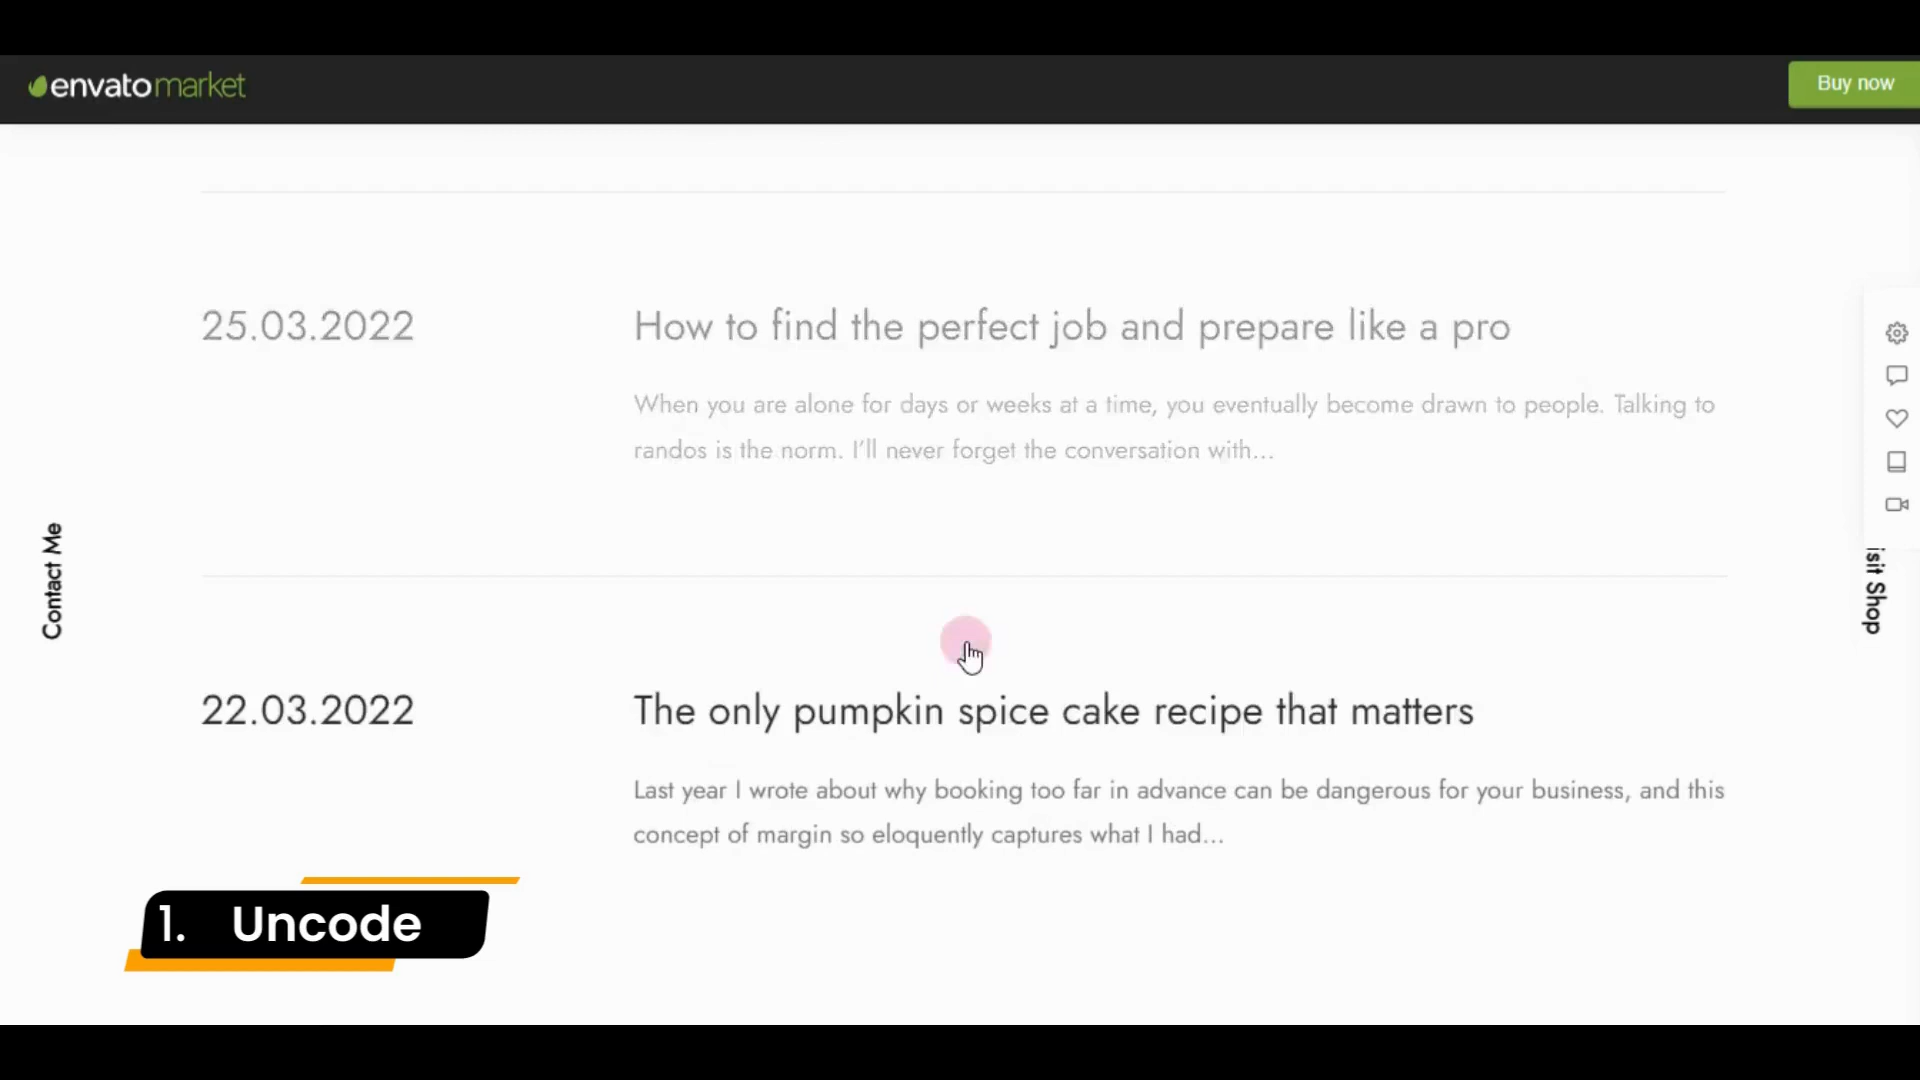 envatomarket
Buy now
25.03.2022
How to find the perfect job and prepare like a pro
When you are alone for days or weeks at a time, you eventually become drawn to people. Talking to
randos is the norm. I'll never forget the conversation with...
Contact Me
isit Shop
22.03.2022
The only pumpkin spice cake recipe that matters
Last year I wrote about why booking too far in advance can be dangerous for your business, and this
concept of margin so eloquently captures what I had...
1. Uncode